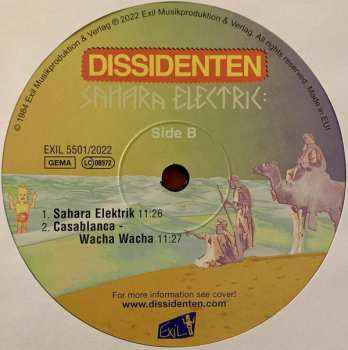 © 1984 Exil Musikproduktion & Verlag. ℗ 2022 Exil Musikproduktion & Verlag. All rights reserved. Made in EU!
DISSIDENTEN
SAHARA ELECTRIC:
Side B
EXIL 5501/2022
GEMA LC 08972
1. Sahara Elektrik 11:26
2. Casablanca -
Wacha Wacha 11:27
For more information see cover!
www.dissidenten.com
EXIL